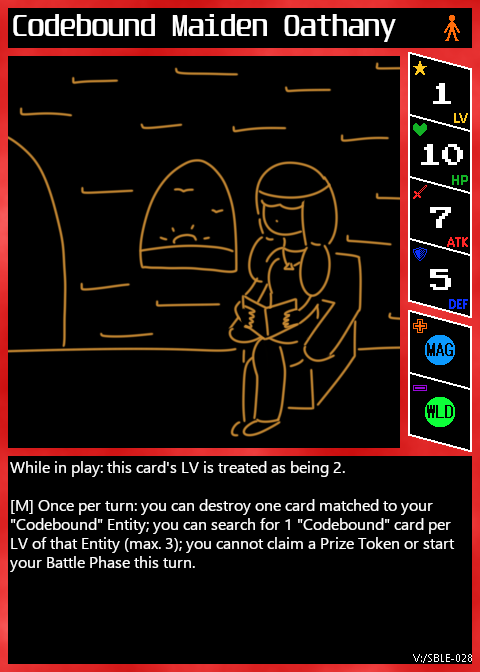 Codebound Maiden Oathany
1
LV
10
HP
7
ATK
5
DEF
MAG
WLD
While in play: this card's LV is treated as being 2.
[M] Once per turn: you can destroy one card matched to your
"Codebound" Entity; you can search for 1 "Codebound" card per
LV of that Entity (max. 3); you cannot claim a Prize Token or start
your Battle Phase this turn.
V:/SBLE-028